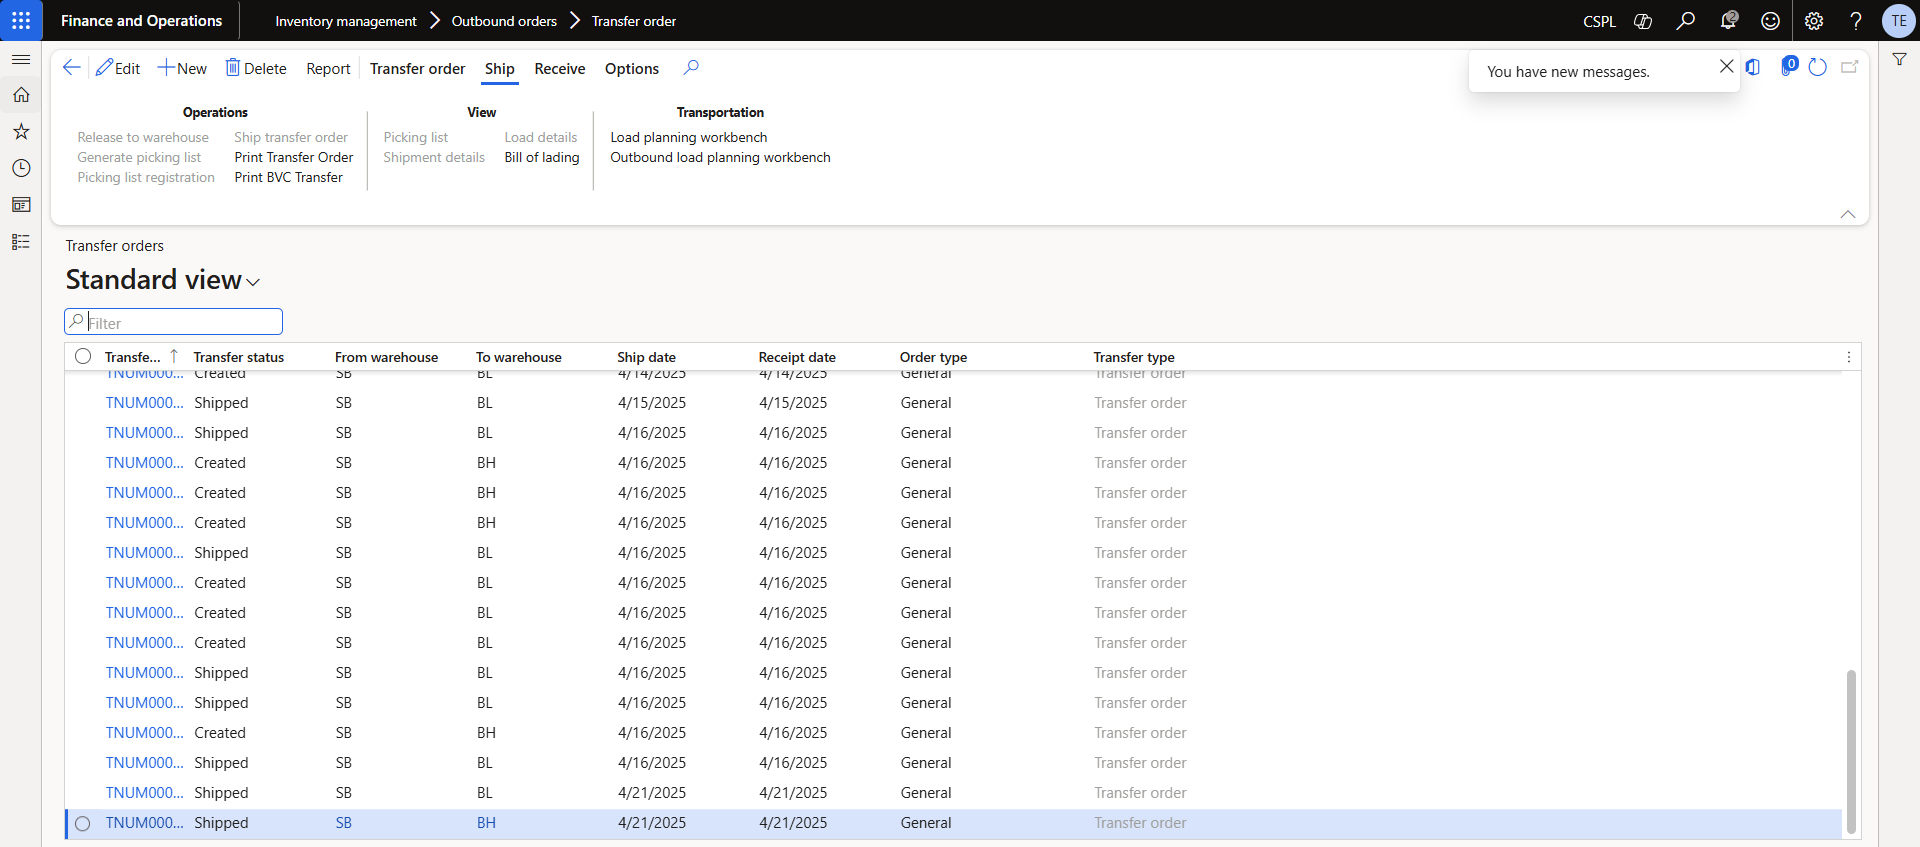 Finance and Operations Inventory management Outbound orders Transfer order CSPL 2 TE
Edit New Delete Report Transfer order Ship Receive Options You have new messages. 0
Operations View Transportation
Release to warehouse Ship transfer order Picking list Load details Load planning workbench
Generate picking list Print Transfer Order Shipment details Bill of lading Outbound load planning workbench
Picking list registration Print BVC Transfer
Transfer orders
Standard view
Filter
Transfe... Transfer status From warehouse To warehouse Ship date Receipt date Order type Transfer type
TNUM000... Created SB BL 4/14/2025 4/14/2025 General Transfer order
TNUM000... Shipped SB BL 4/15/2025 4/15/2025 General Transfer order
TNUM000... Shipped SB BL 4/16/2025 4/16/2025 General Transfer order
TNUM000... Created SB BH 4/16/2025 4/16/2025 General Transfer order
TNUM000... Created SB BH 4/16/2025 4/16/2025 General Transfer order
TNUM000... Created SB BH 4/16/2025 4/16/2025 General Transfer order
TNUM000... Shipped SB BL 4/16/2025 4/16/2025 General Transfer order
TNUM000... Created SB BL 4/16/2025 4/16/2025 General Transfer order
TNUM000... Created SB BL 4/16/2025 4/16/2025 General Transfer order
TNUM000... Created SB BL 4/16/2025 4/16/2025 General Transfer order
TNUM000... Shipped SB BL 4/16/2025 4/16/2025 General Transfer order
TNUM000... Shipped SB BL 4/16/2025 4/16/2025 General Transfer order
TNUM000... Created SB BH 4/16/2025 4/16/2025 General Transfer order
TNUM000... Shipped SB BL 4/16/2025 4/16/2025 General Transfer order
TNUM000... Shipped SB BL 4/21/2025 4/21/2025 General Transfer order
TNUM000... Shipped SB BH 4/21/2025 4/21/2025 General Transfer order